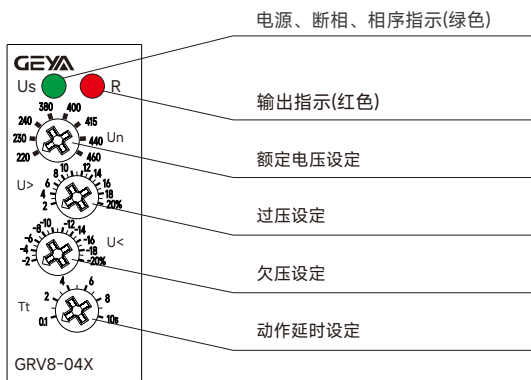 电源、断相、相序指示(绿色)
GEYA
Us R
输出指示(红色)
380 400
240 415
230 440 Un
220 460
额定电压设定
U>
10 12
8 14
6 16
4 18
2 20%
过压设定
U<
-10 -12
-8 -14
-6 -16
-4 -18
-2 -20%
欠压设定
Tt
4 6
2 8
0.1 10s
动作延时设定
GRV8-04X